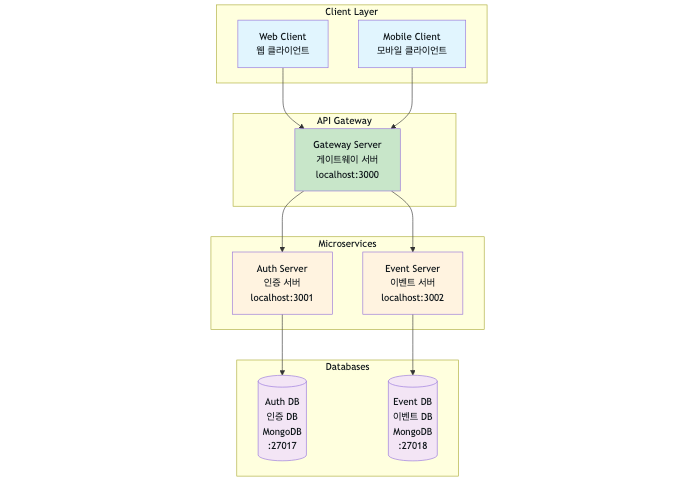 Client Layer
Web Client
웹 클라이언트
Mobile Client
모바일 클라이언트
API Gateway
Gateway Server
게이트웨이 서버
localhost:3000
Microservices
Auth Server
인증 서버
localhost:3001
Event Server
이벤트 서버
localhost:3002
Databases
Auth DB
인증 DB
MongoDB
:27017
Event DB
이벤트 DB
MongoDB
:27018